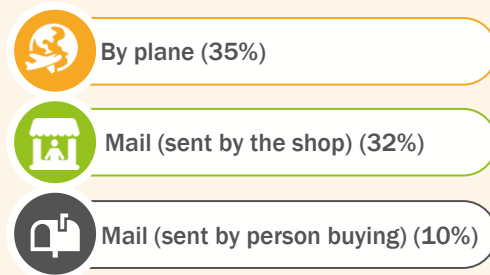 By plane (35%)
Mail (sent by the shop) (32%)
Mail (sent by person buying) (10%)